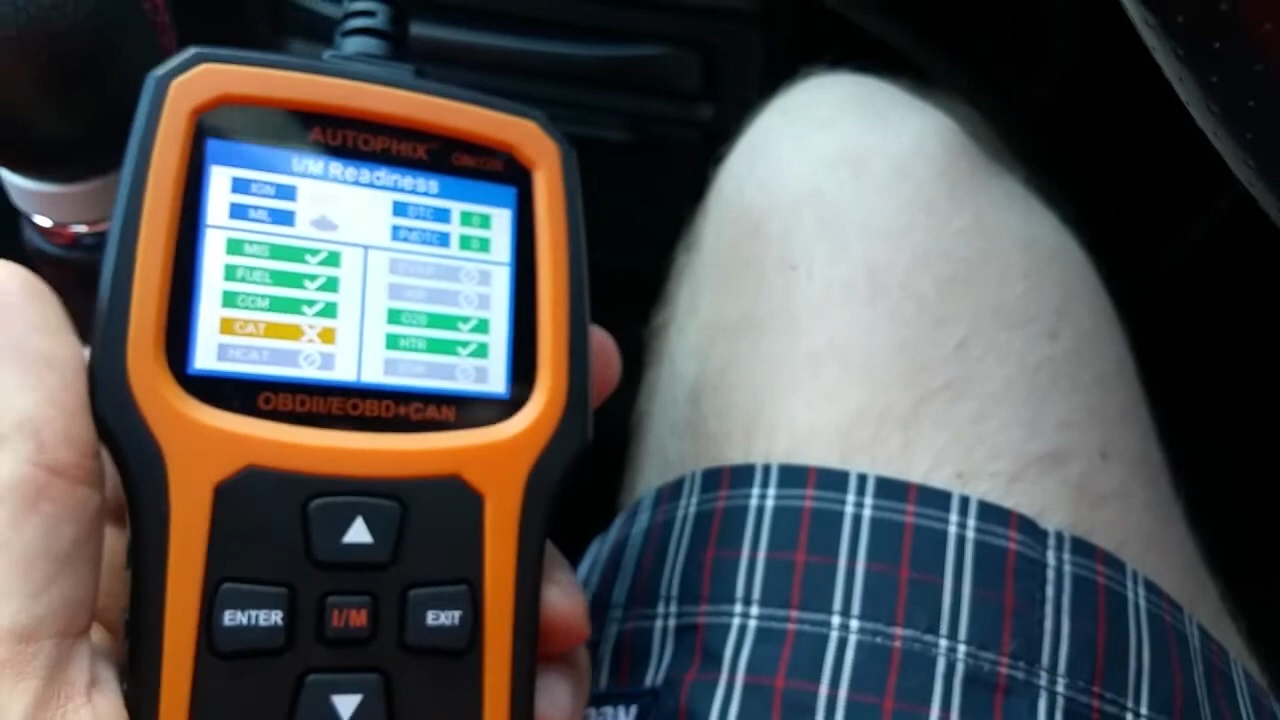 AUTOPHIX
I/M Readiness
IGN
MIL
DTC 0
PdDTC 0
MIS
FUEL
CCM
CAT
HCAT
O2S
HTR
OBDII/EOBD+CAN
ENTER
I/M
EXIT